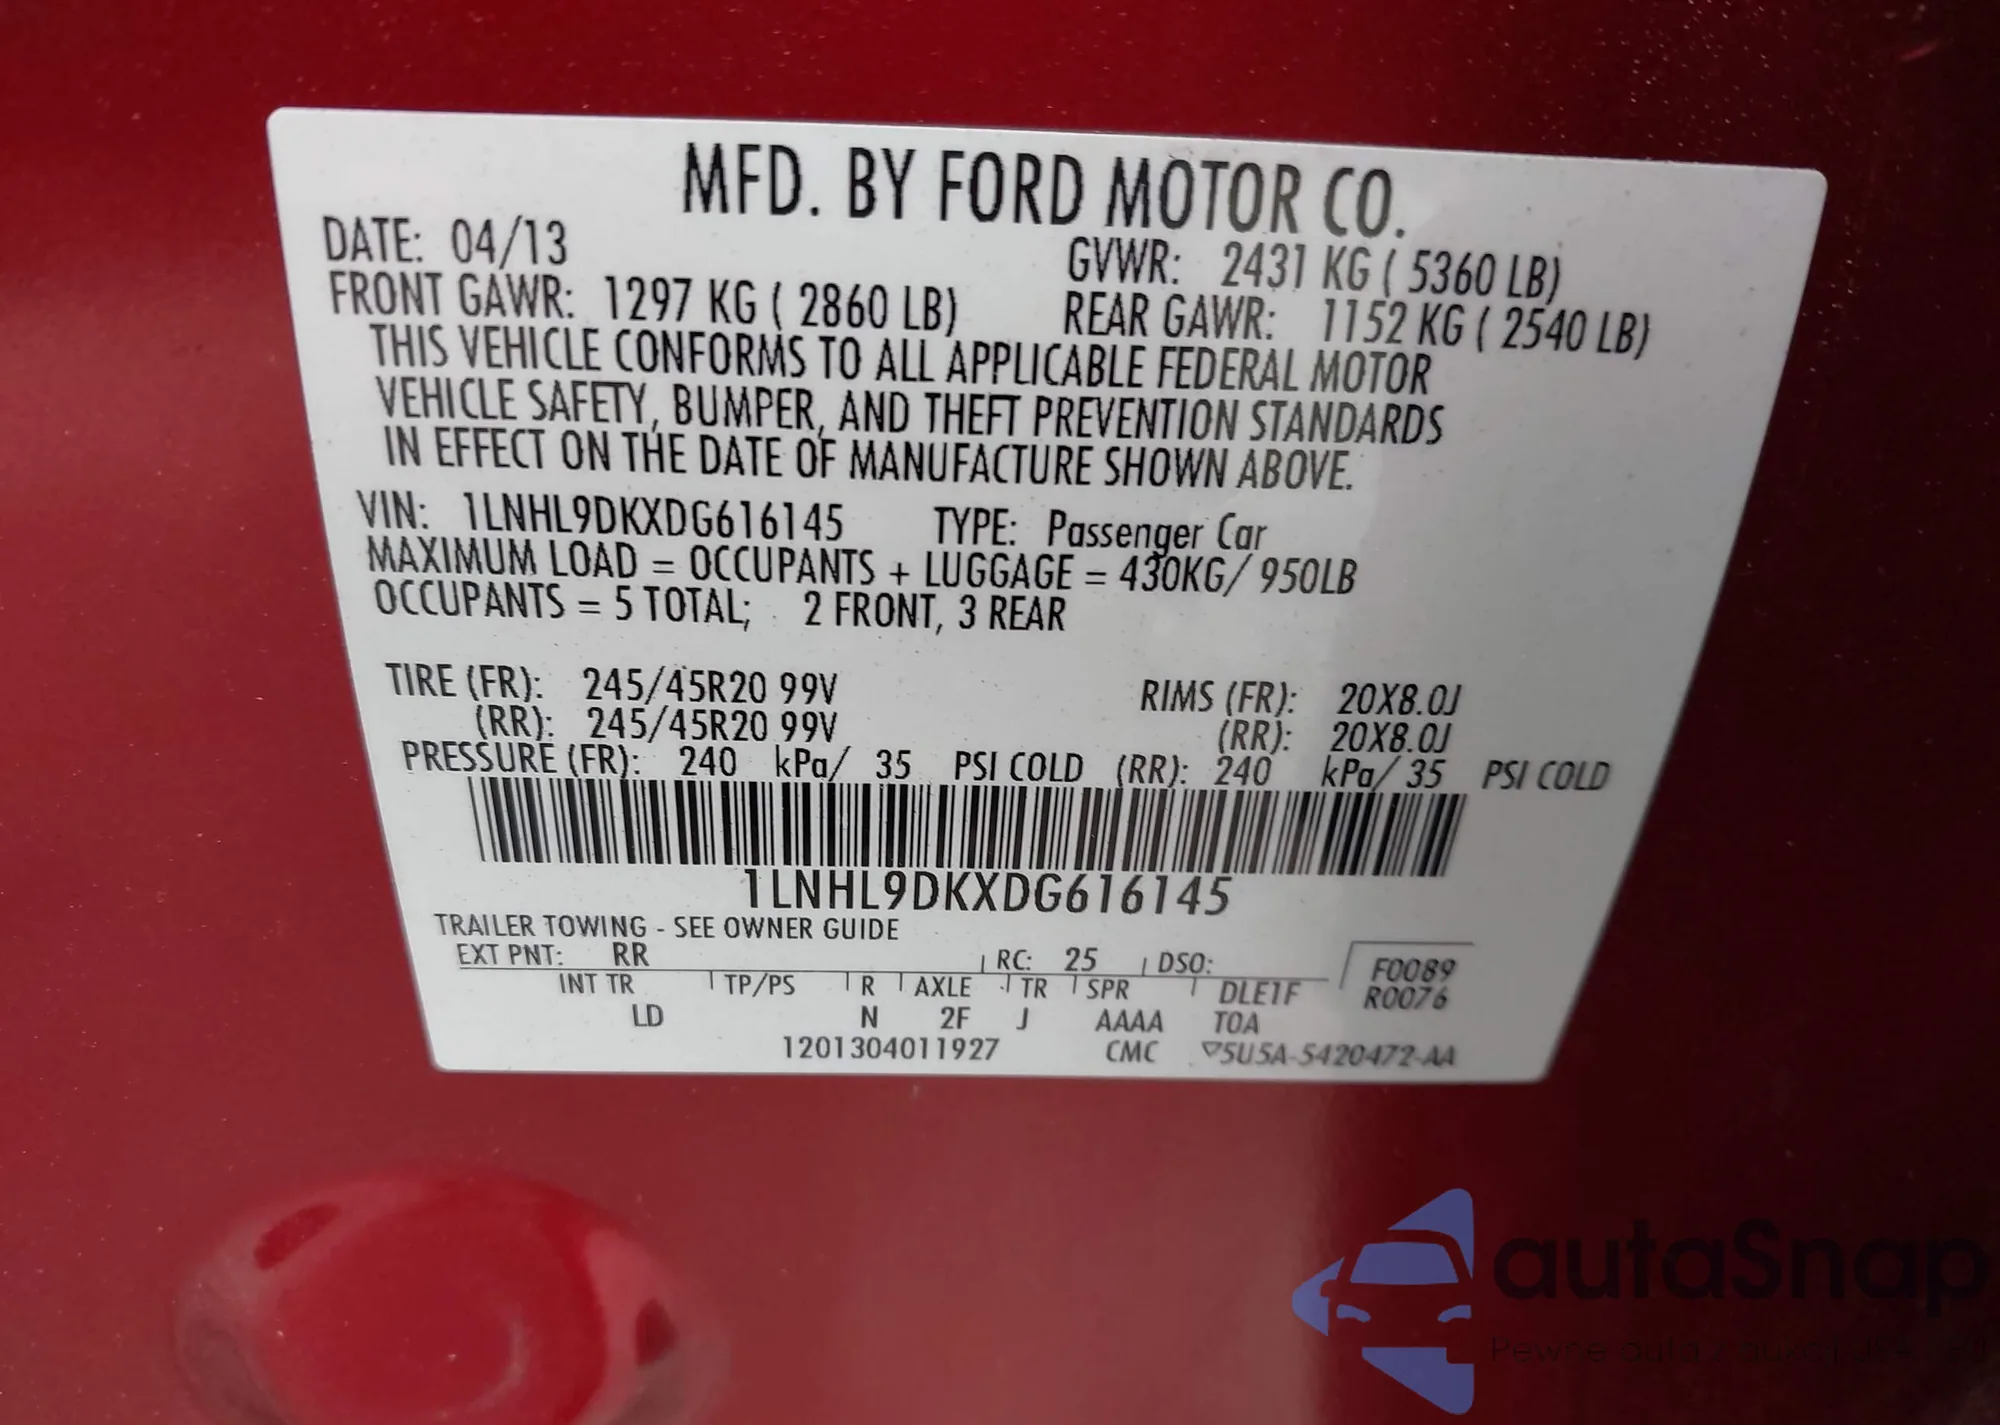 MFD. BY FORD MOTOR CO.
DATE: 04/13 GVWR: 2431 KG ( 5360 LB)
FRONT GAWR: 1297 KG ( 2860 LB) REAR GAWR: 1152 KG ( 2540 LB)
THIS VEHICLE CONFORMS TO ALL APPLICABLE FEDERAL MOTOR
VEHICLE SAFETY, BUMPER, AND THEFT PREVENTION STANDARDS
IN EFFECT ON THE DATE OF MANUFACTURE SHOWN ABOVE.
VIN: 1LNHL9DKXDG616145 TYPE: Passenger Car
MAXIMUM LOAD = OCCUPANTS + LUGGAGE = 430KG/ 950LB
OCCUPANTS = 5 TOTAL; 2 FRONT, 3 REAR
TIRE (FR): 245/45R20 99V RIMS (FR): 20X8.0J
(RR): 245/45R20 99V (RR): 20X8.0J
PRESSURE (FR): 240 kPa/ 35 PSI COLD (RR): 240 kPa/ 35 PSI COLD
1LNHL9DKXDG616145
TRAILER TOWING - SEE OWNER GUIDE
EXT PNT: RR RC: 25 DSO: F0089
INT TR TP/PS R AXLE TR SPR DLE1F R0076
LD N 2F J AAAA TOA
1201304011927 CMC ▽5U5A-5420472-AA
autaSnap
Pewne auta z